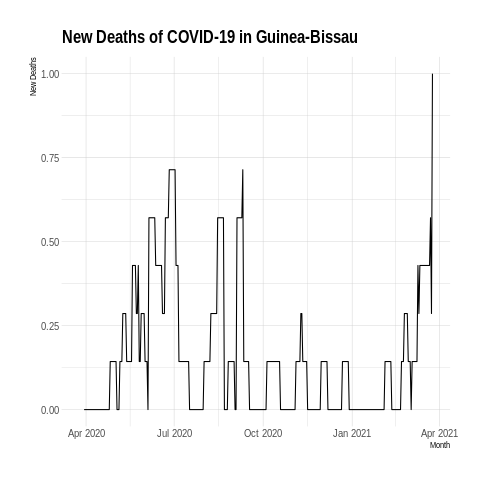 New Deaths of COVID-19 in Guinea-Bissau
New Deaths
1.00
0.75
0.50
0.25
0.00
Apr 2020 Jul 2020 Oct 2020 Jan 2021 Apr 2021
Month